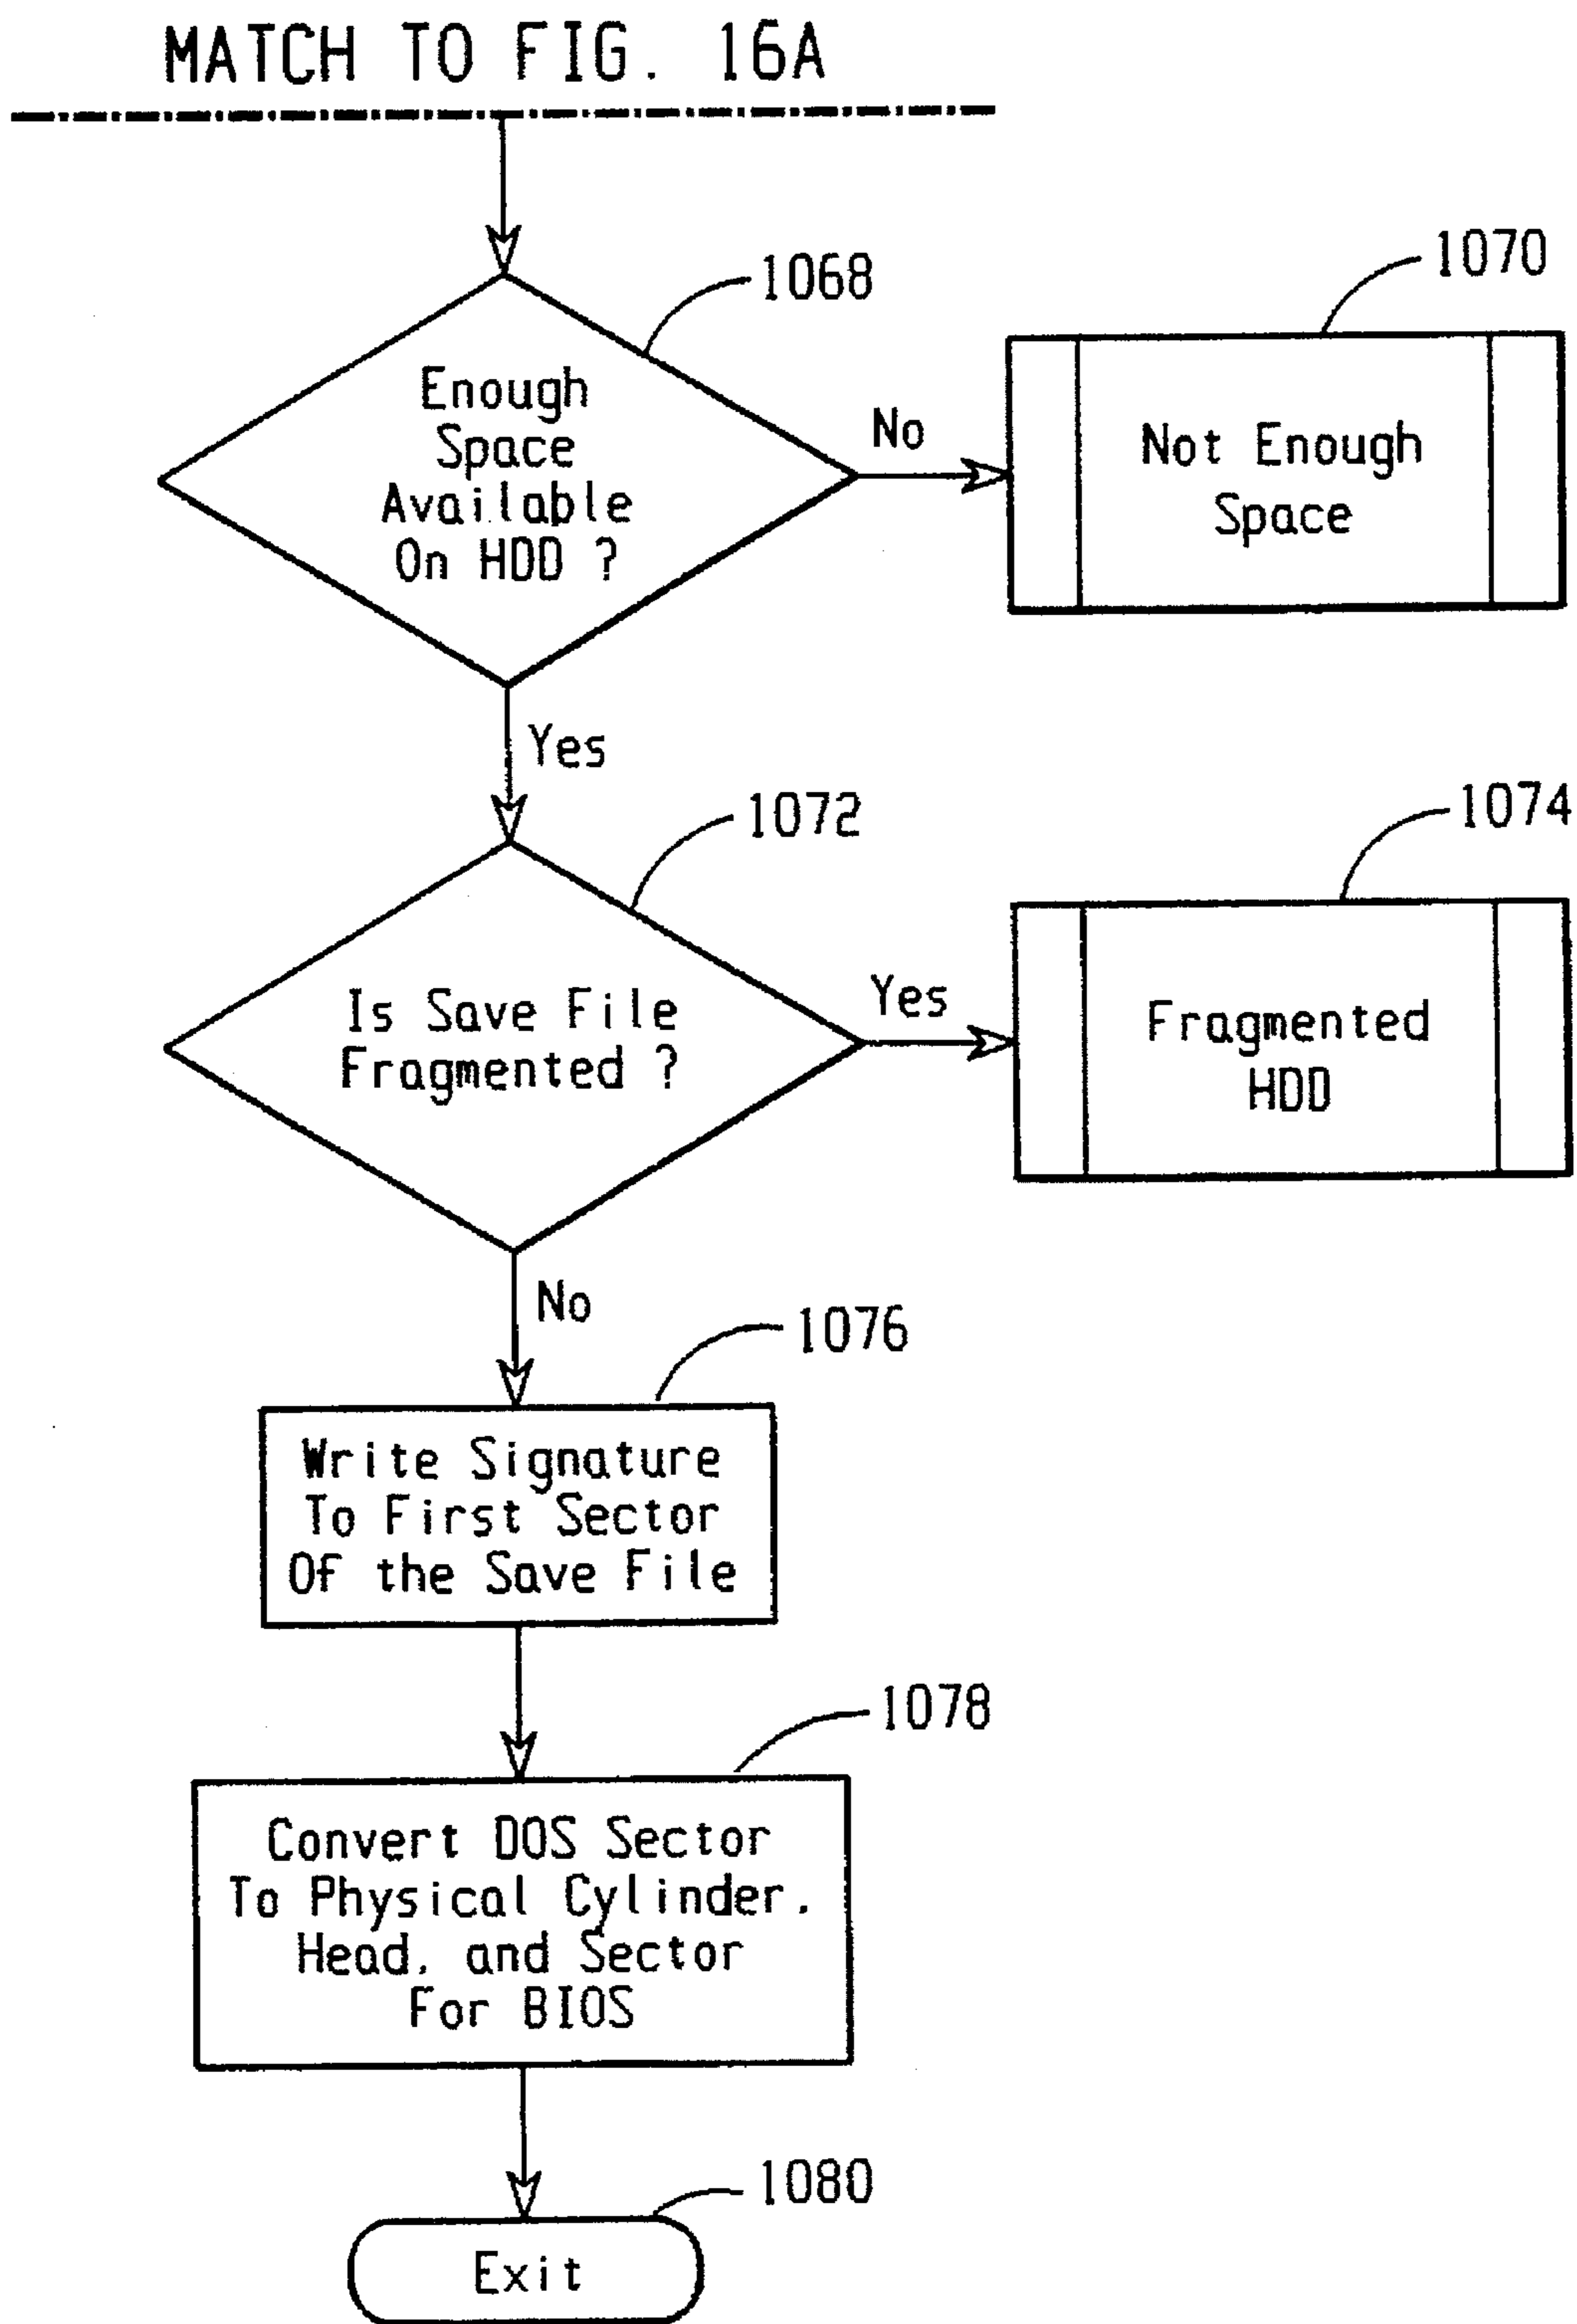 MATCH TO FIG. 16A
1068
1070
Enough
Space
Available
On HDD ?
No
Not Enough
Space
Yes
1072
1074
Is Save File
Fragmented ?
Yes
Fragmented
HDD
No
1076
Write Signature
To First Sector
Of the Save File
1078
Convert DOS Sector
To Physical Cylinder,
Head, and Sector
For BIOS
1080
Exit